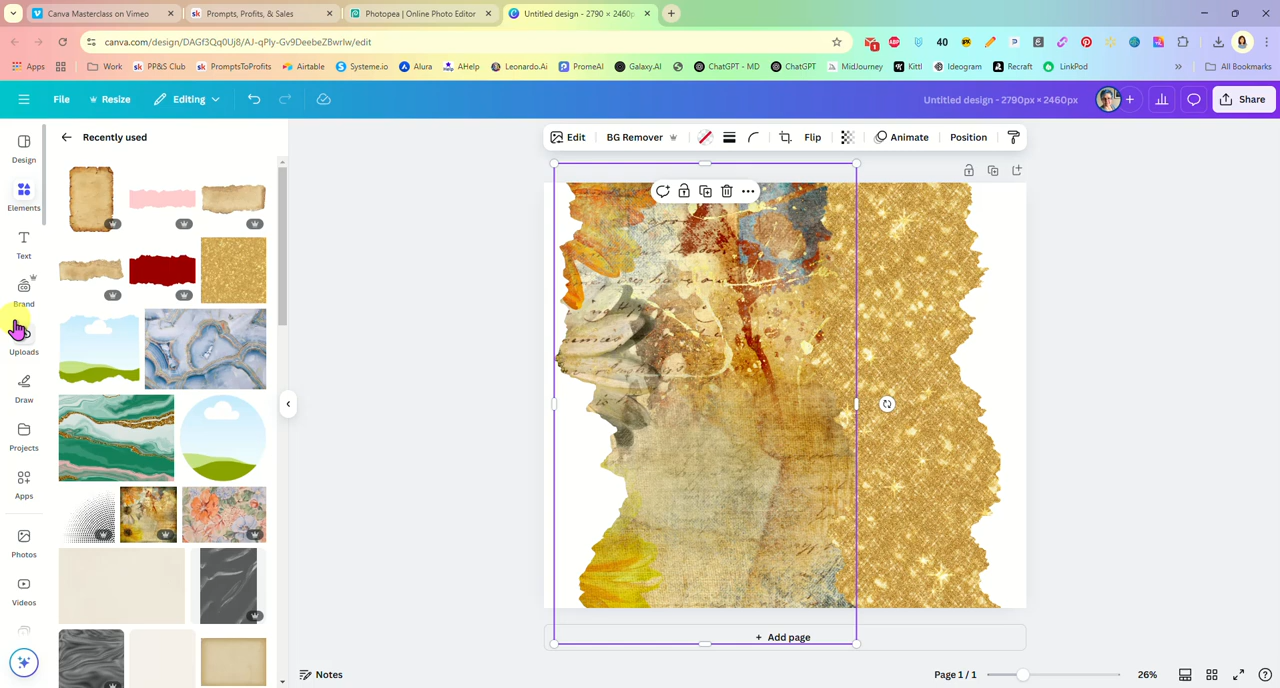 Canva Masterclass on Vimeo
Prompts, Profits, & Sales
Photopea | Online Photo Editor
Untitled design - 2790 × 2460p
canva.com/design/DAGf3Qq0Uj8/AJ-qPly-Gv9DeebeZBwrlw/edit
Apps
Work
PP&S Club
PromptsToProfits
Airtable
Systeme.io
Alura
AHelp
Leonardo.Ai
PromeAI
Galaxy.AI
ChatGPT - MD
ChatGPT
MidJourney
Kittl
Ideogram
Recraft
LinkPod
All Bookmarks
File
Resize
Editing
Untitled design - 2790px × 2460px
Share
Design
Elements
Text
Brand
Uploads
Draw
Projects
Apps
Photos
Videos
Recently used
Edit
BG Remover
Flip
Animate
Position
+ Add page
Notes
Page 1 / 1
26%